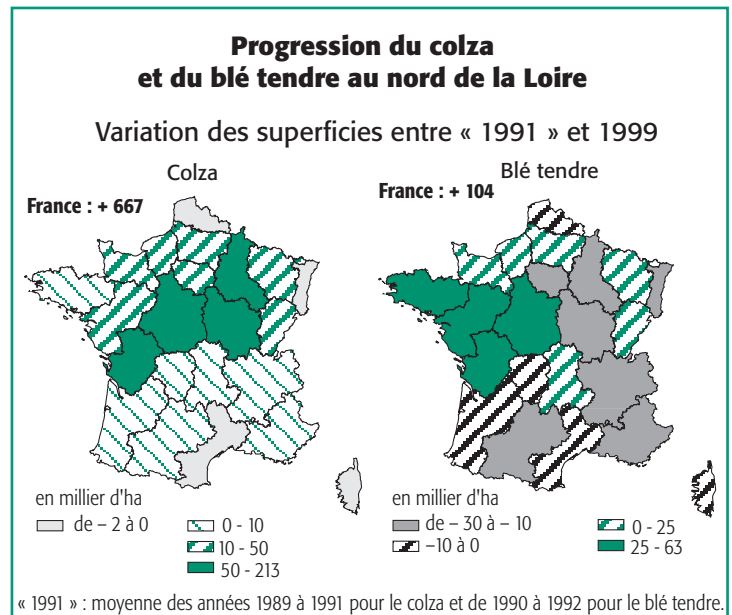 Progression du colza
et du blé tendre au nord de la Loire
Variation des superficies entre « 1991 » et 1999
Colza
France : + 667
en millier d'ha
de – 2 à 0
0 - 10
10 - 50
50 - 213
Blé tendre
France : + 104
en millier d'ha
de – 30 à – 10
–10 à 0
0 - 25
25 - 63
« 1991 » : moyenne des années 1989 à 1991 pour le colza et de 1990 à 1992 pour le blé tendre.